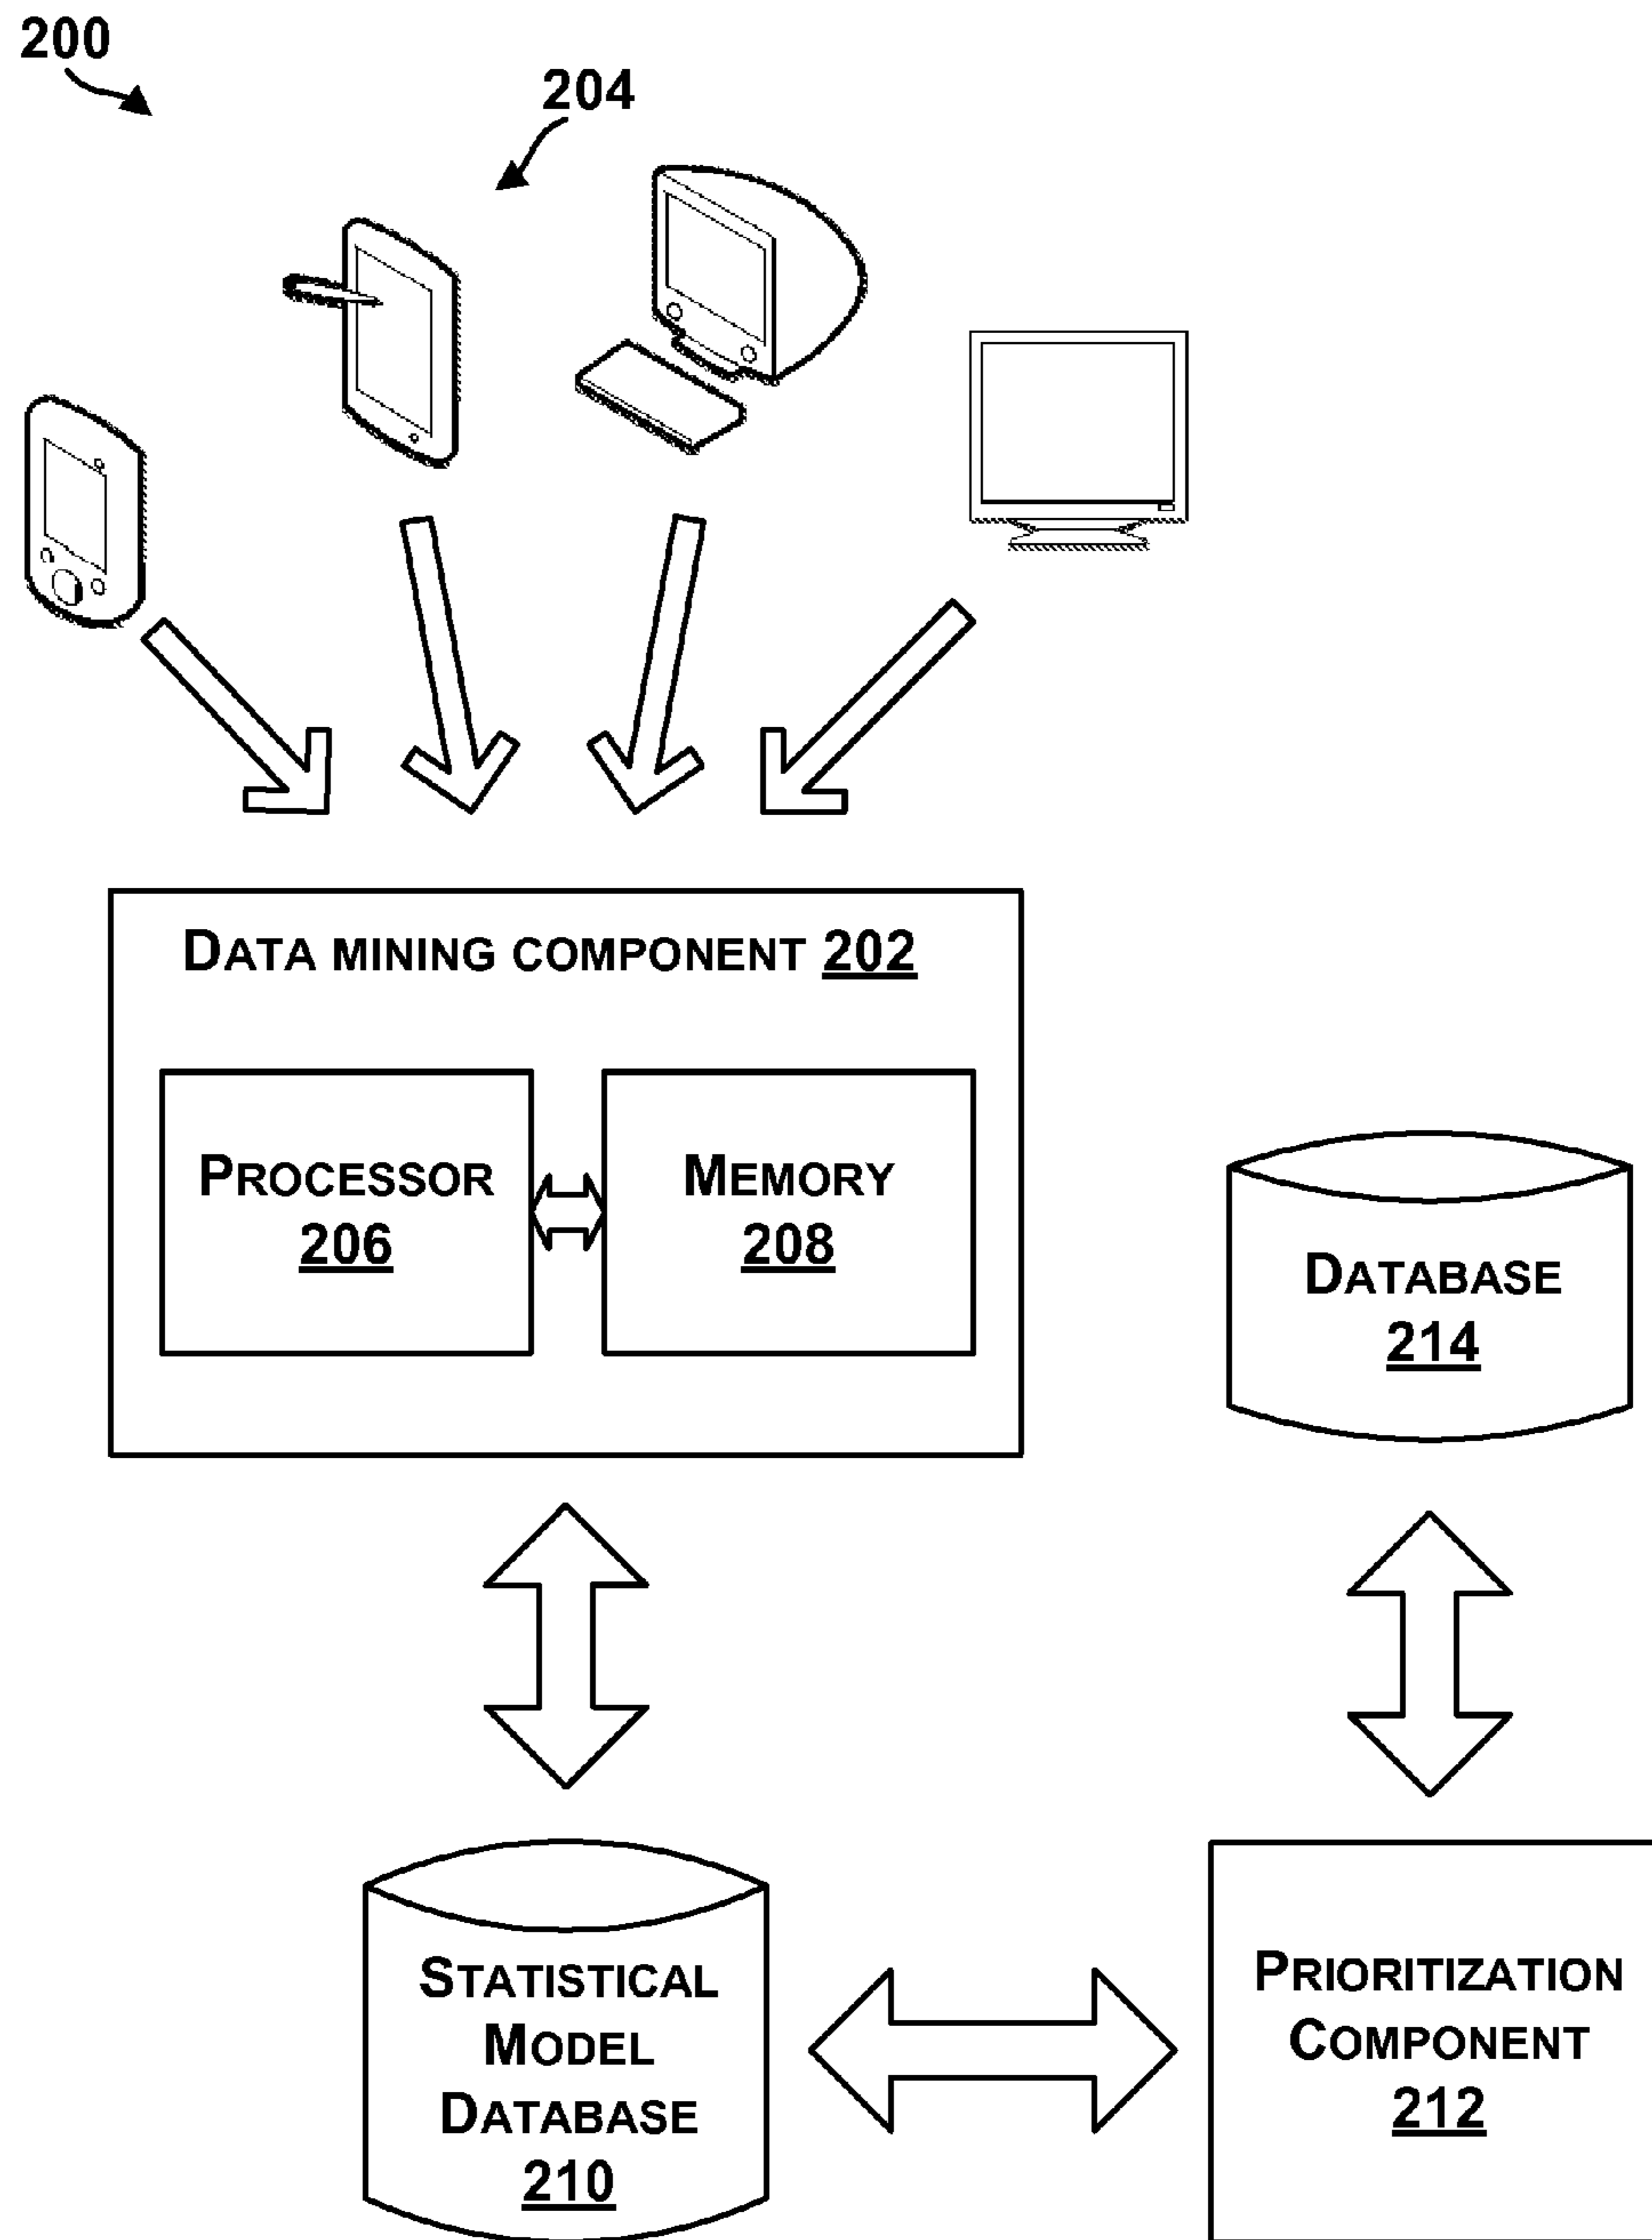 200
204
DATA MINING COMPONENT 202
PROCESSOR
206
MEMORY
208
DATABASE
214
STATISTICAL
MODEL
DATABASE
210
PRIORITIZATION
COMPONENT
212